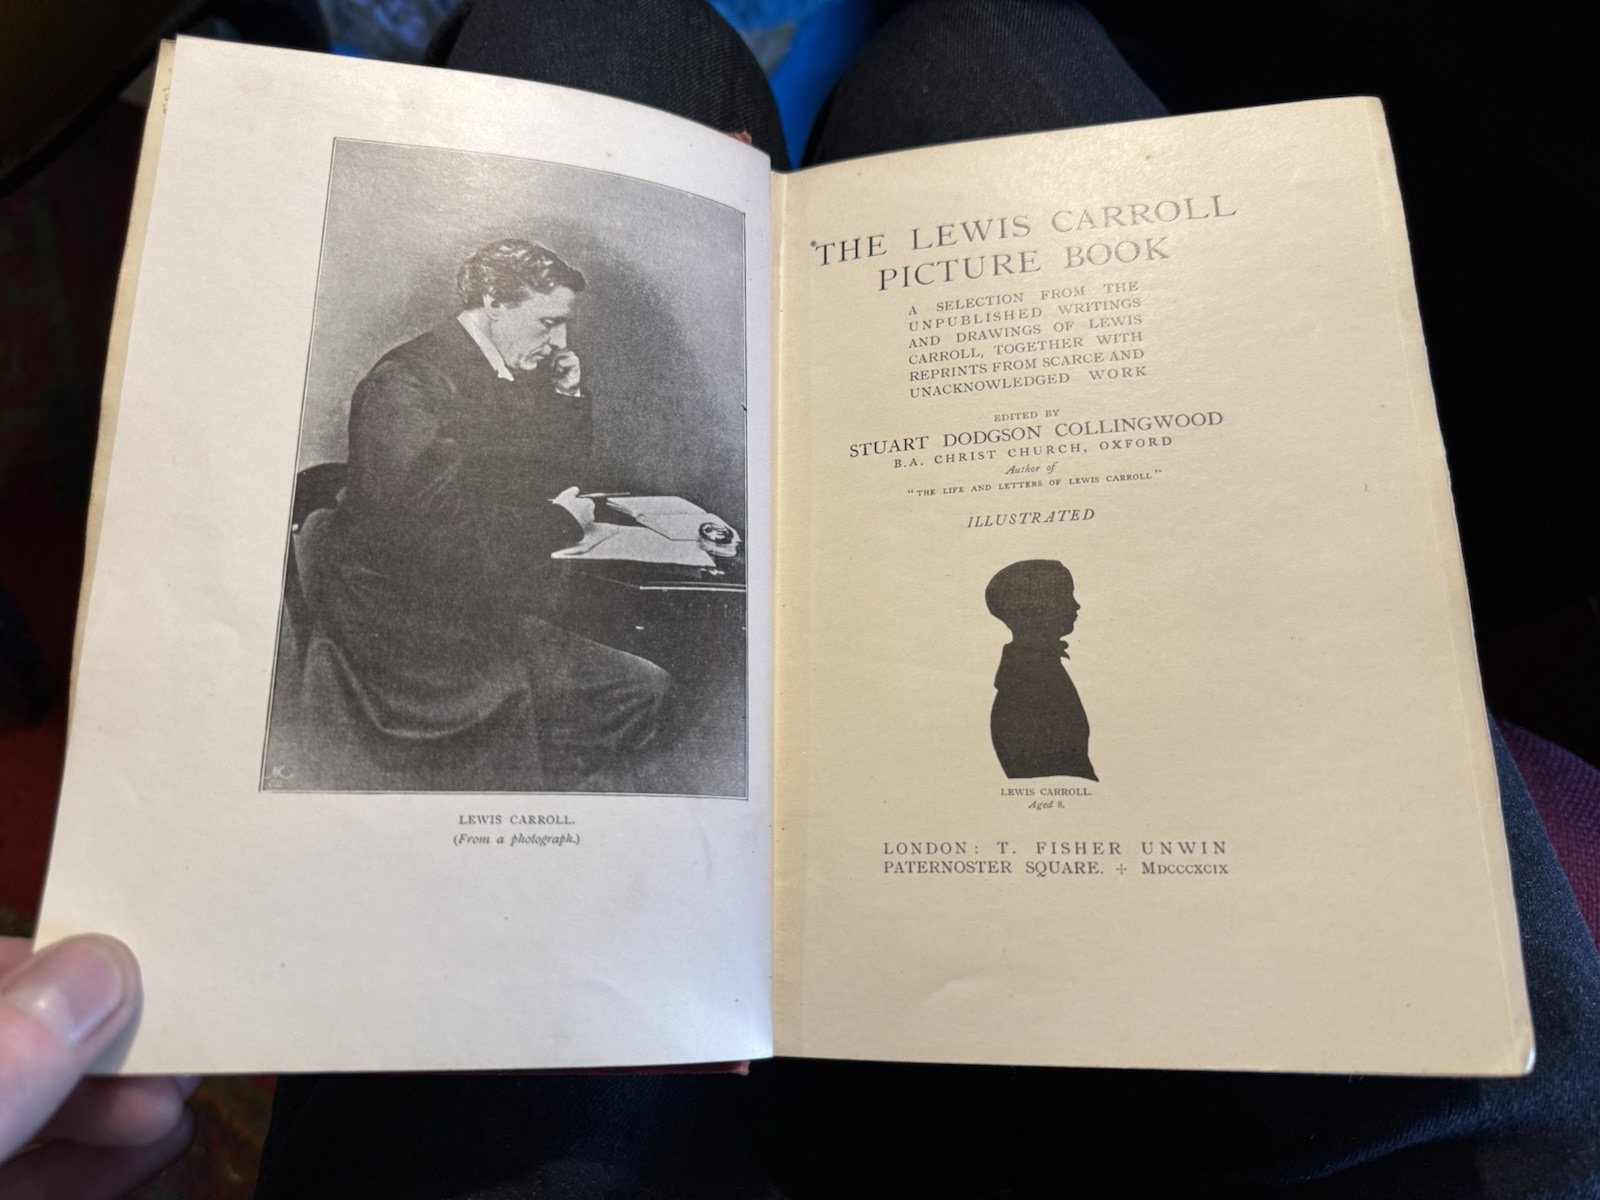 LEWIS CARROLL.
(From a photograph.)
THE LEWIS CARROLL
PICTURE BOOK
A SELECTION FROM THE
UNPUBLISHED WRITINGS
AND DRAWINGS OF LEWIS
CARROLL, TOGETHER WITH
REPRINTS FROM SCARCE AND
UNACKNOWLEDGED WORK
EDITED BY
STUART DODGSON COLLINGWOOD
B.A. CHRIST CHURCH, OXFORD
Author of
"THE LIFE AND LETTERS OF LEWIS CARROLL"
ILLUSTRATED
LEWIS CARROLL.
Aged 8.
LONDON: T. FISHER UNWIN
PATERNOSTER SQUARE. ✢ MDCCCXCIX